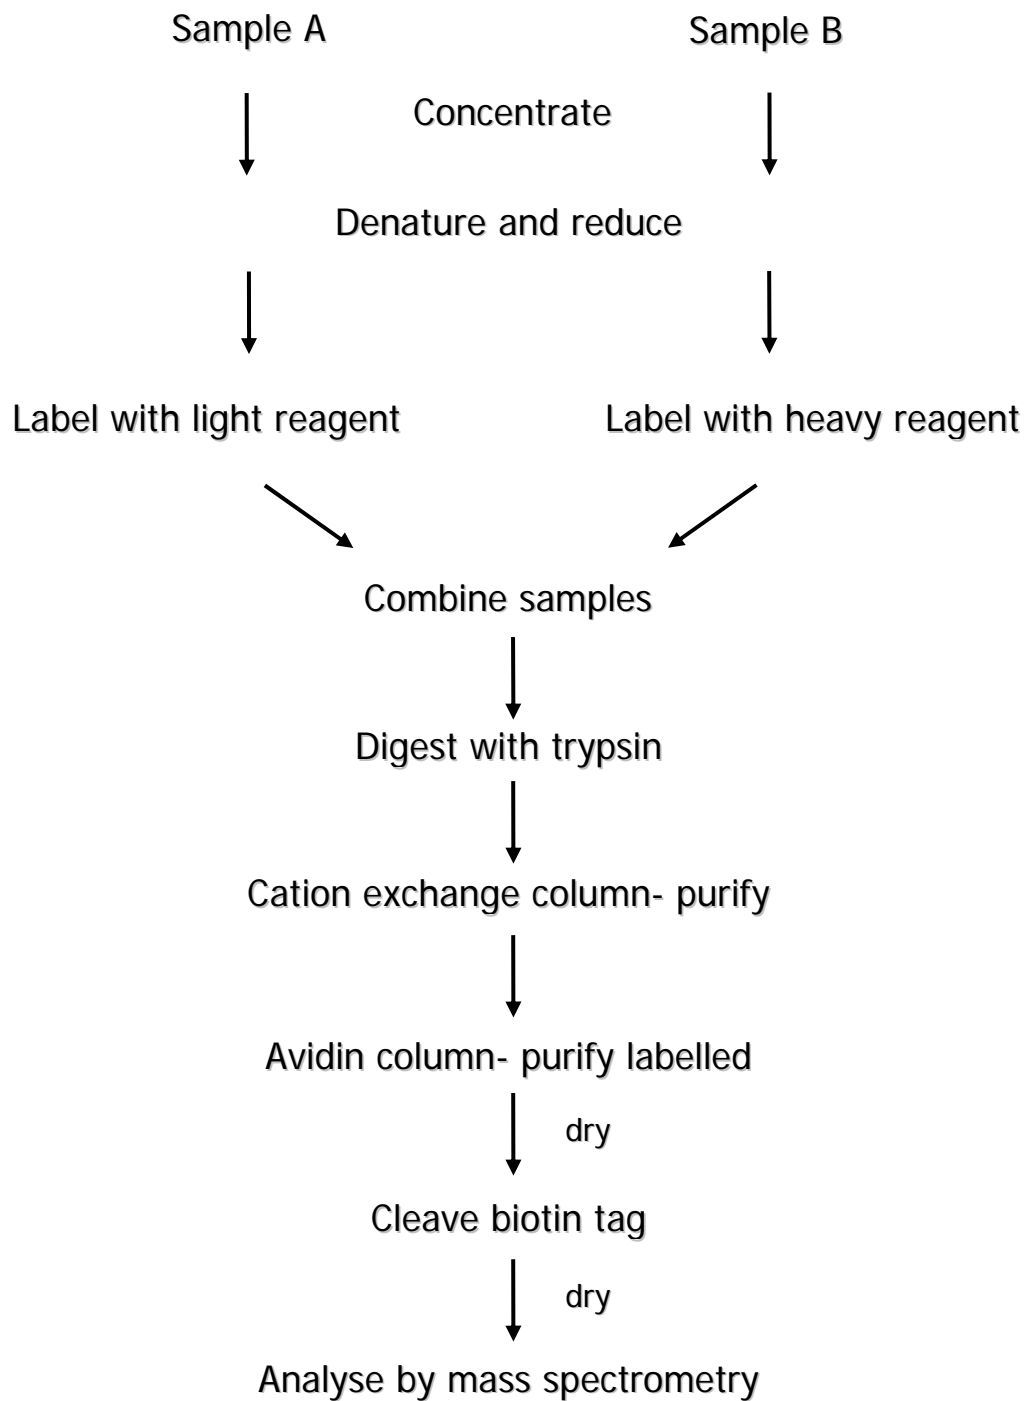 Sample A
Sample B
Concentrate
Denature and reduce
Label with light reagent
Label with heavy reagent
Combine samples
Digest with trypsin
Cation exchange column- purify
Avidin column- purify labelled
dry
Cleave biotin tag
dry
Analyse by mass spectrometry